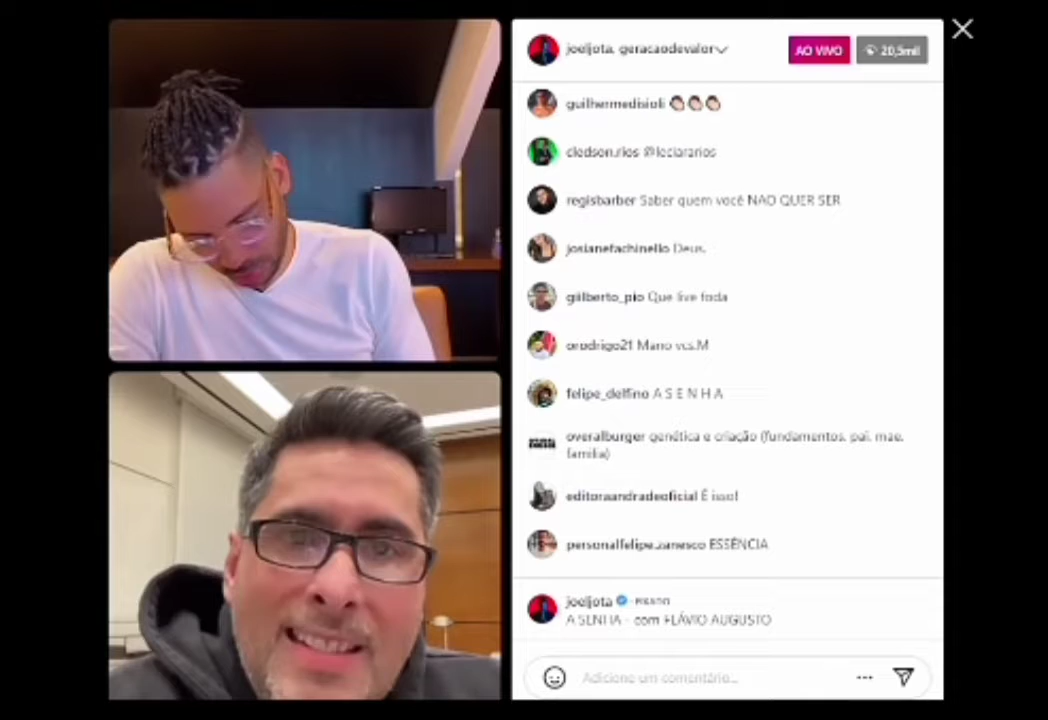 joeljota, geracaodevalor
AO VIVO
20,5mil
guilhermedisioli
cledson.rios @leciararios
regisbarber Saber quem você NAO QUER SER
josianefachinello Deus.
gilberto_pio Que live foda
orodrigo21 Mano vcs.M
felipe_delfino A S E N H A
overalburger genética e criação (fundamentos, pai, mae,
familia)
editoraandradeoficial É isso!
personalfelipe.zanesco ESSÊNCIA
joeljota
A SENHA - com FLÁVIO AUGUSTO
Adicione um comentário...